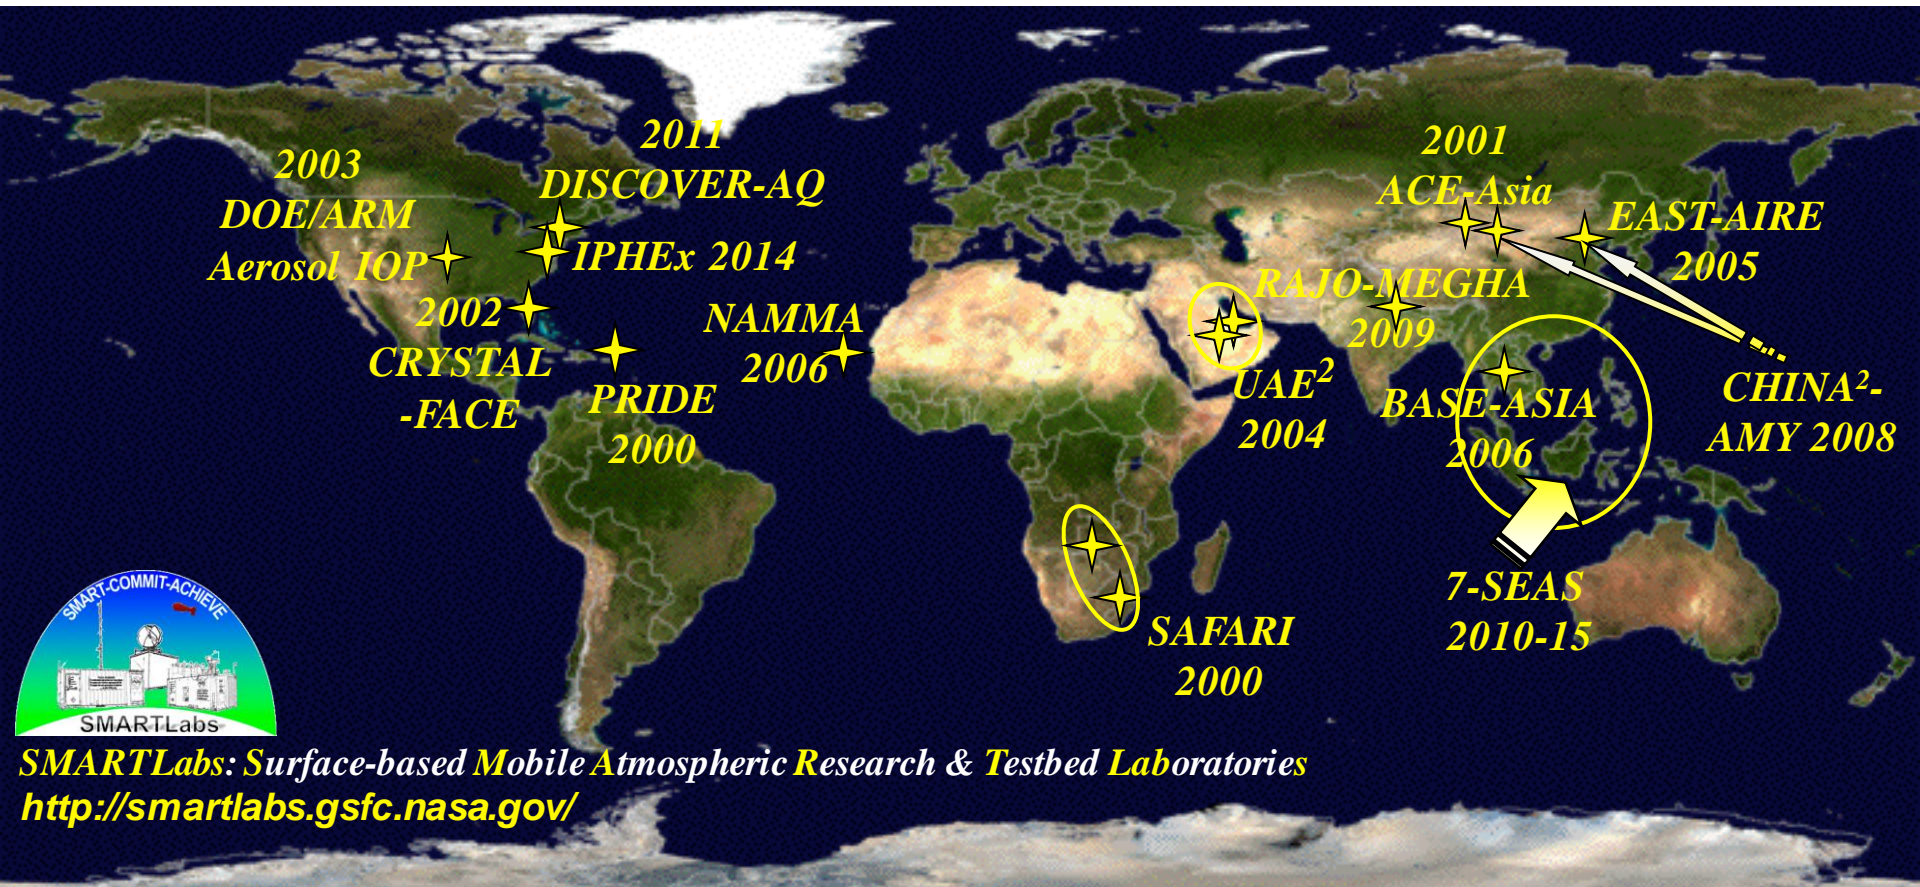 2011
DISCOVER-AQ
2003
DOE/ARM
Aerosol IOP
IPHEx 2014
2002
CRYSTAL
-FACE
PRIDE
2000
NAMMA
2006
2001
ACE-Asia
EAST-AIRE
2005
RAJO-MEGHA
2009
UAE²
2004
BASE-ASIA
2006
CHINA²-
AMY 2008
7-SEAS
2010-15
SAFARI
2000
SMART-COMMIT-ACHIEVE
SMARTLabs
SMARTLabs: Surface-based Mobile Atmospheric Research & Testbed Laboratories
http://smartlabs.gsfc.nasa.gov/